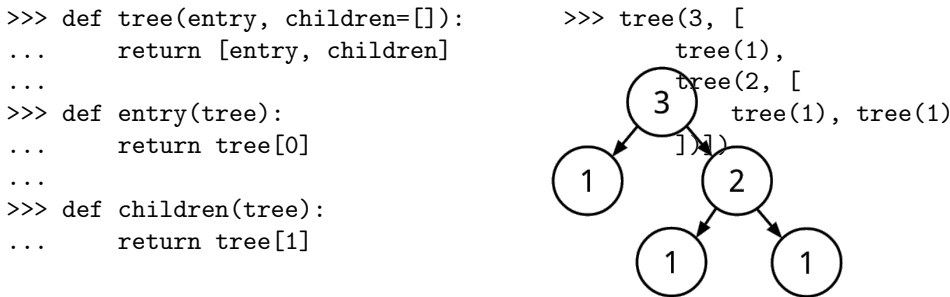 >>> def tree(entry, children=[]):
...     return [entry, children]
...
>>> def entry(tree):
...     return tree[0]
...
>>> def children(tree):
...     return tree[1]
>>> tree(3, [
        tree(1),
        tree(2, [
            tree(1), tree(1)
        ])])
3
1
2
1
1